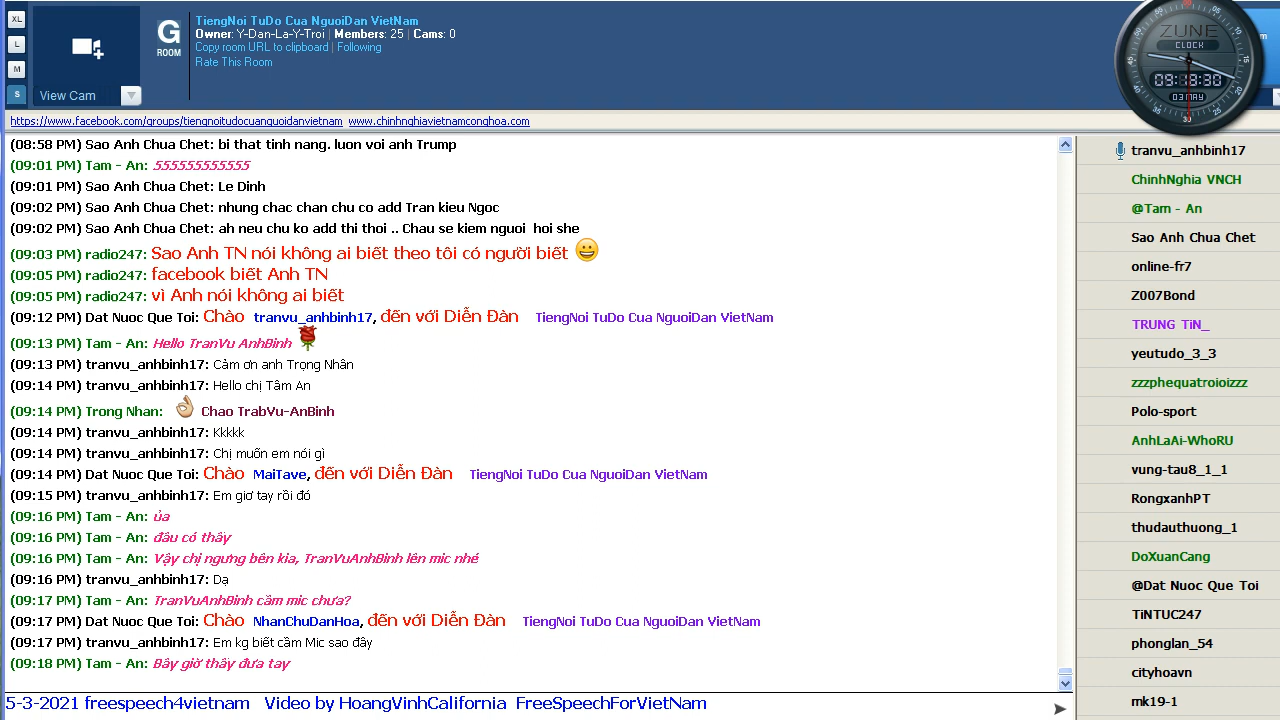 XL
L
M
S
View Cam
G
ROOM
TiengNoi TuDo Cua NguoiDan VietNam
Owner: Y-Dan-La-Y-Troi | Members: 25 | Cams: 0
Copy room URL to clipboard | Following
Rate This Room
ZUNE
CLOCK
09:18:30
03 MAY
https://www.facebook.com/groups/tiengnoitudocuanguoidanvietnam www.chinhnghiavietnamconghoa.com
(08:58 PM) Sao Anh Chua Chet: bi that tinh nang. luon voi anh Trump
(09:01 PM) Tam - An: 5555555555555
(09:01 PM) Sao Anh Chua Chet: Le Dinh
(09:02 PM) Sao Anh Chua Chet: nhung chac chan chu co add Tran kieu Ngoc
(09:02 PM) Sao Anh Chua Chet: ah neu chu ko add thi thoi .. Chau se kiem nguoi hoi she
(09:03 PM) radio247: Sao Anh TN nói không ai biết theo tôi có người biết 😀
(09:05 PM) radio247: facebook biết Anh TN
(09:05 PM) radio247: vì Anh nói không ai biết
(09:12 PM) Dat Nuoc Que Toi: Chào tranvu_anhbinh17, đến với Diễn Đàn TiengNoi TuDo Cua NguoiDan VietNam
(09:13 PM) Tam - An: Hello TranVu AnhBinh 🌹
(09:13 PM) tranvu_anhbinh17: Cảm ơn anh Trọng Nhân
(09:14 PM) tranvu_anhbinh17: Hello chị Tâm An
(09:14 PM) Trong Nhan: 👌 Chao TrabVu-AnBinh
(09:14 PM) tranvu_anhbinh17: Kkkkk
(09:14 PM) tranvu_anhbinh17: Chị muốn em nói gì
(09:14 PM) Dat Nuoc Que Toi: Chào MaiTave, đến với Diễn Đàn TiengNoi TuDo Cua NguoiDan VietNam
(09:15 PM) tranvu_anhbinh17: Em giơ tay rồi đó
(09:16 PM) Tam - An: ủa
(09:16 PM) Tam - An: đâu có thấy
(09:16 PM) Tam - An: Vậy chị ngưng bên kia, TranVuAnhBinh lên mic nhé
(09:16 PM) tranvu_anhbinh17: Dạ
(09:17 PM) Tam - An: TranVuAnhBinh cầm mic chưa?
(09:17 PM) Dat Nuoc Que Toi: Chào NhanChuDanHoa, đến với Diễn Đàn TiengNoi TuDo Cua NguoiDan VietNam
(09:17 PM) tranvu_anhbinh17: Em kg biết cầm Mic sao đây
(09:18 PM) Tam - An: Bây giờ thấy đưa tay
5-3-2021 freespeech4vietnam Video by HoangVinhCalifornia FreeSpeechForVietNam
tranvu_anhbinh17
ChinhNghia VNCH
@Tam - An
Sao Anh Chua Chet
online-fr7
Z007Bond
TRUNG TiN_
yeutudo_3_3
zzzphequatroioizzz
Polo-sport
AnhLaAi-WhoRU
vung-tau8_1_1
RongxanhPT
thudauthuong_1
DoXuanCang
@Dat Nuoc Que Toi
TiNTUC247
phonglan_54
cityhoavn
mk19-1